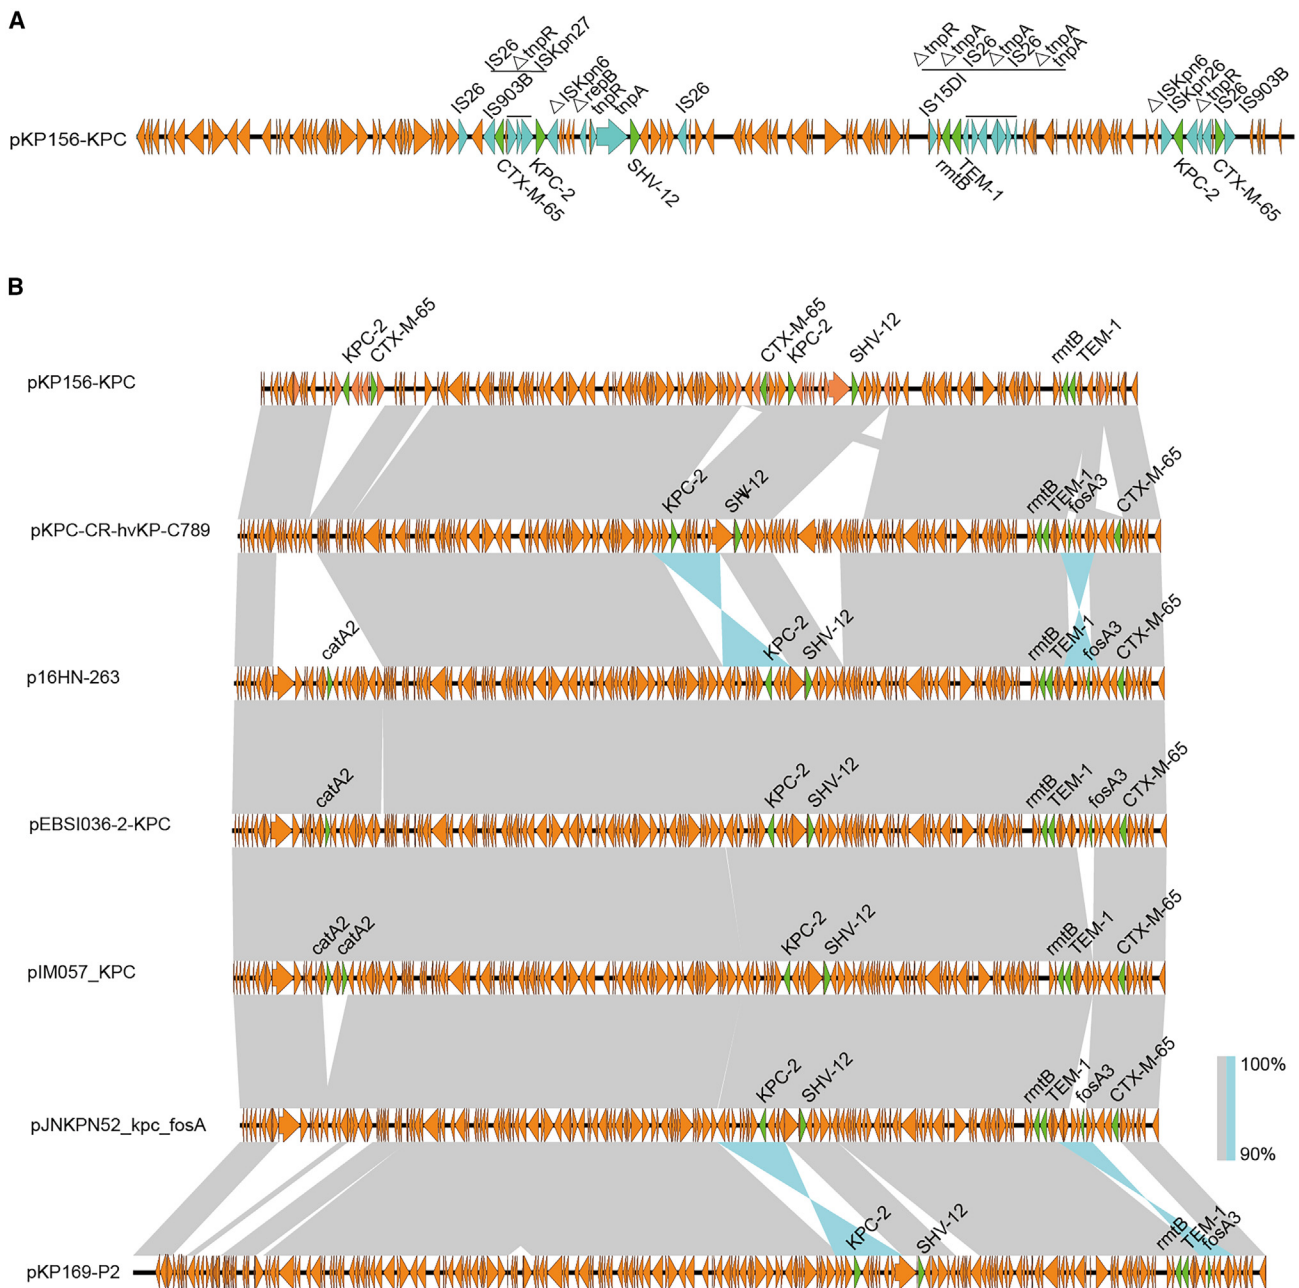 A
IS26
△tnpR
ISKpn27
△ISKpn6
△repB
tnpR
tnpA
IS26
IS903B
IS26
△tnpR
△tnpA
IS26
△tnpA
IS26
△tnpA
tnpA
IS15DI
△ISKpn6
ISKpn26
△tnpR
IS26
IS903B
pKP156-KPC
CTX-M-65
KPC-2
SHV-12
rmtB
TEM-1
KPC-2
CTX-M-65
B
KPC-2
CTX-M-65
CTX-M-65
KPC-2
SHV-12
rmtB
TEM-1
pKP156-KPC
KPC-2
rmtB
TEM-1
fosA3
CTX-M-65
pKPC-CR-hvKP-C789
catA2
KPC-2
SHV-12
rmtB
TEM-1
fosA3
CTX-M-65
p16HN-263
catA2
KPC-2
SHV-12
rmtB
TEM-1
fosA3
CTX-M-65
pEBSI036-2-KPC
catA2
catA2
KPC-2
SHV-12
rmtB
TEM-1
CTX-M-65
pIM057_KPC
KPC-2
SHV-12
rmtB
TEM-1
fosA3
CTX-M-65
100%
pJNKPN52_kpc_fosA
90%
KPC-2
SHV-12
rmtB
TEM-1
fosA3
pKP169-P2